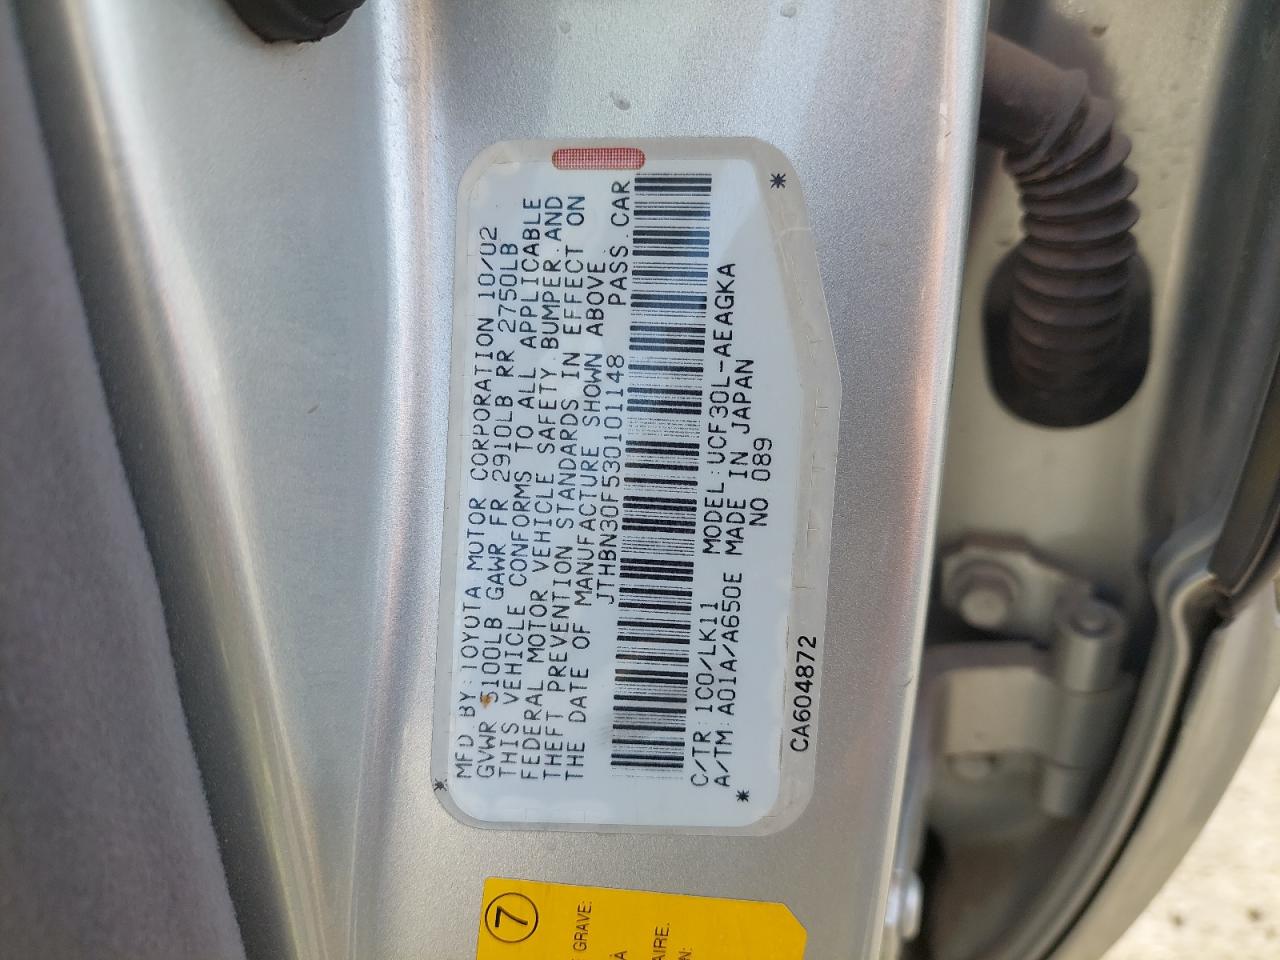 MFD BY:TOYOTA MOTOR CORPORATION 10/02
GVWR 5100LB GAWR FR 2910LB RR 2750LB
THIS VEHICLE CONFORMS TO ALL APPLICABLE
FEDERAL MOTOR VEHICLE SAFETY, BUMPER, AND
THEFT PREVENTION STANDARDS IN EFFECT ON
THE DATE OF MANUFACTURE SHOWN ABOVE.
JTHBN30F530101148 PASS.CAR
C/TR:1C0/LK11 MODEL:UCF30L-AEAGKA
A/TM:A01A/A650E MADE IN JAPAN
NO 089
CA604872
7
GRAVE:
À